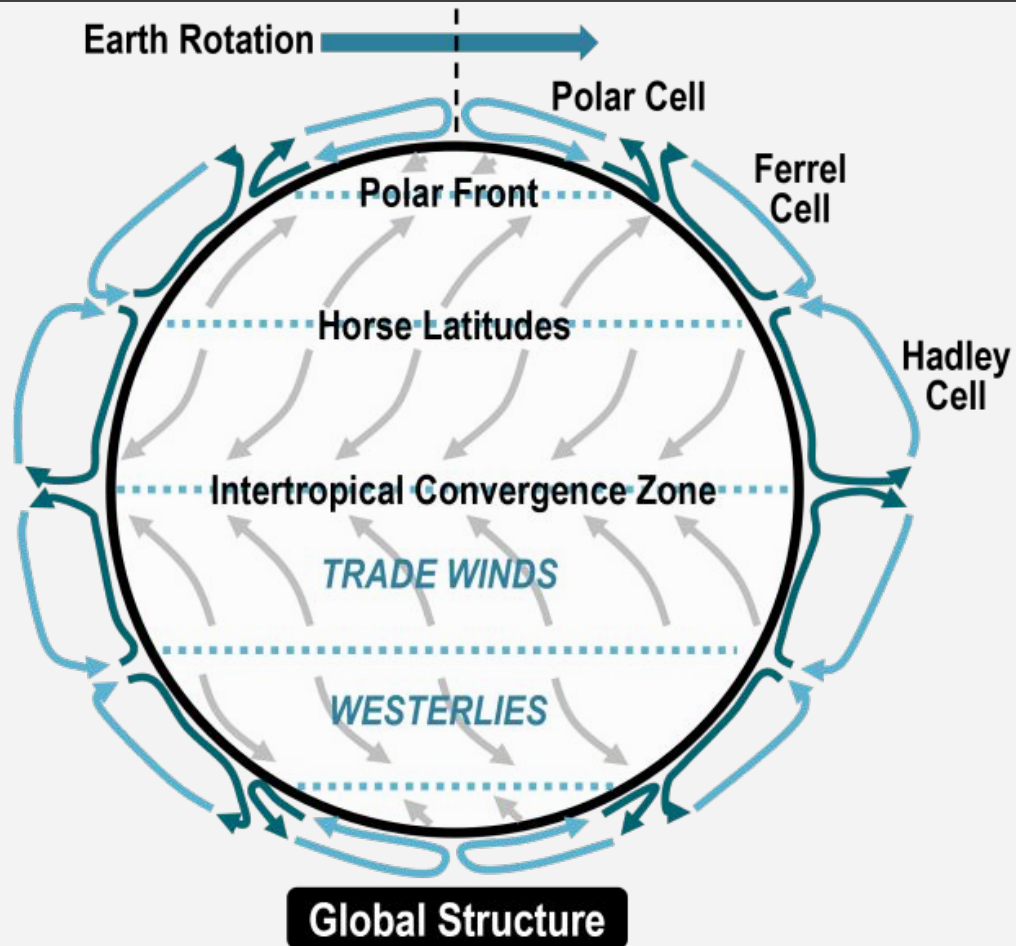 Earth Rotation
Polar Cell
Ferrel
Cell
Polar Front
Horse Latitudes
Hadley
Cell
Intertropical Convergence Zone
TRADE WINDS
WESTERLIES
Global Structure